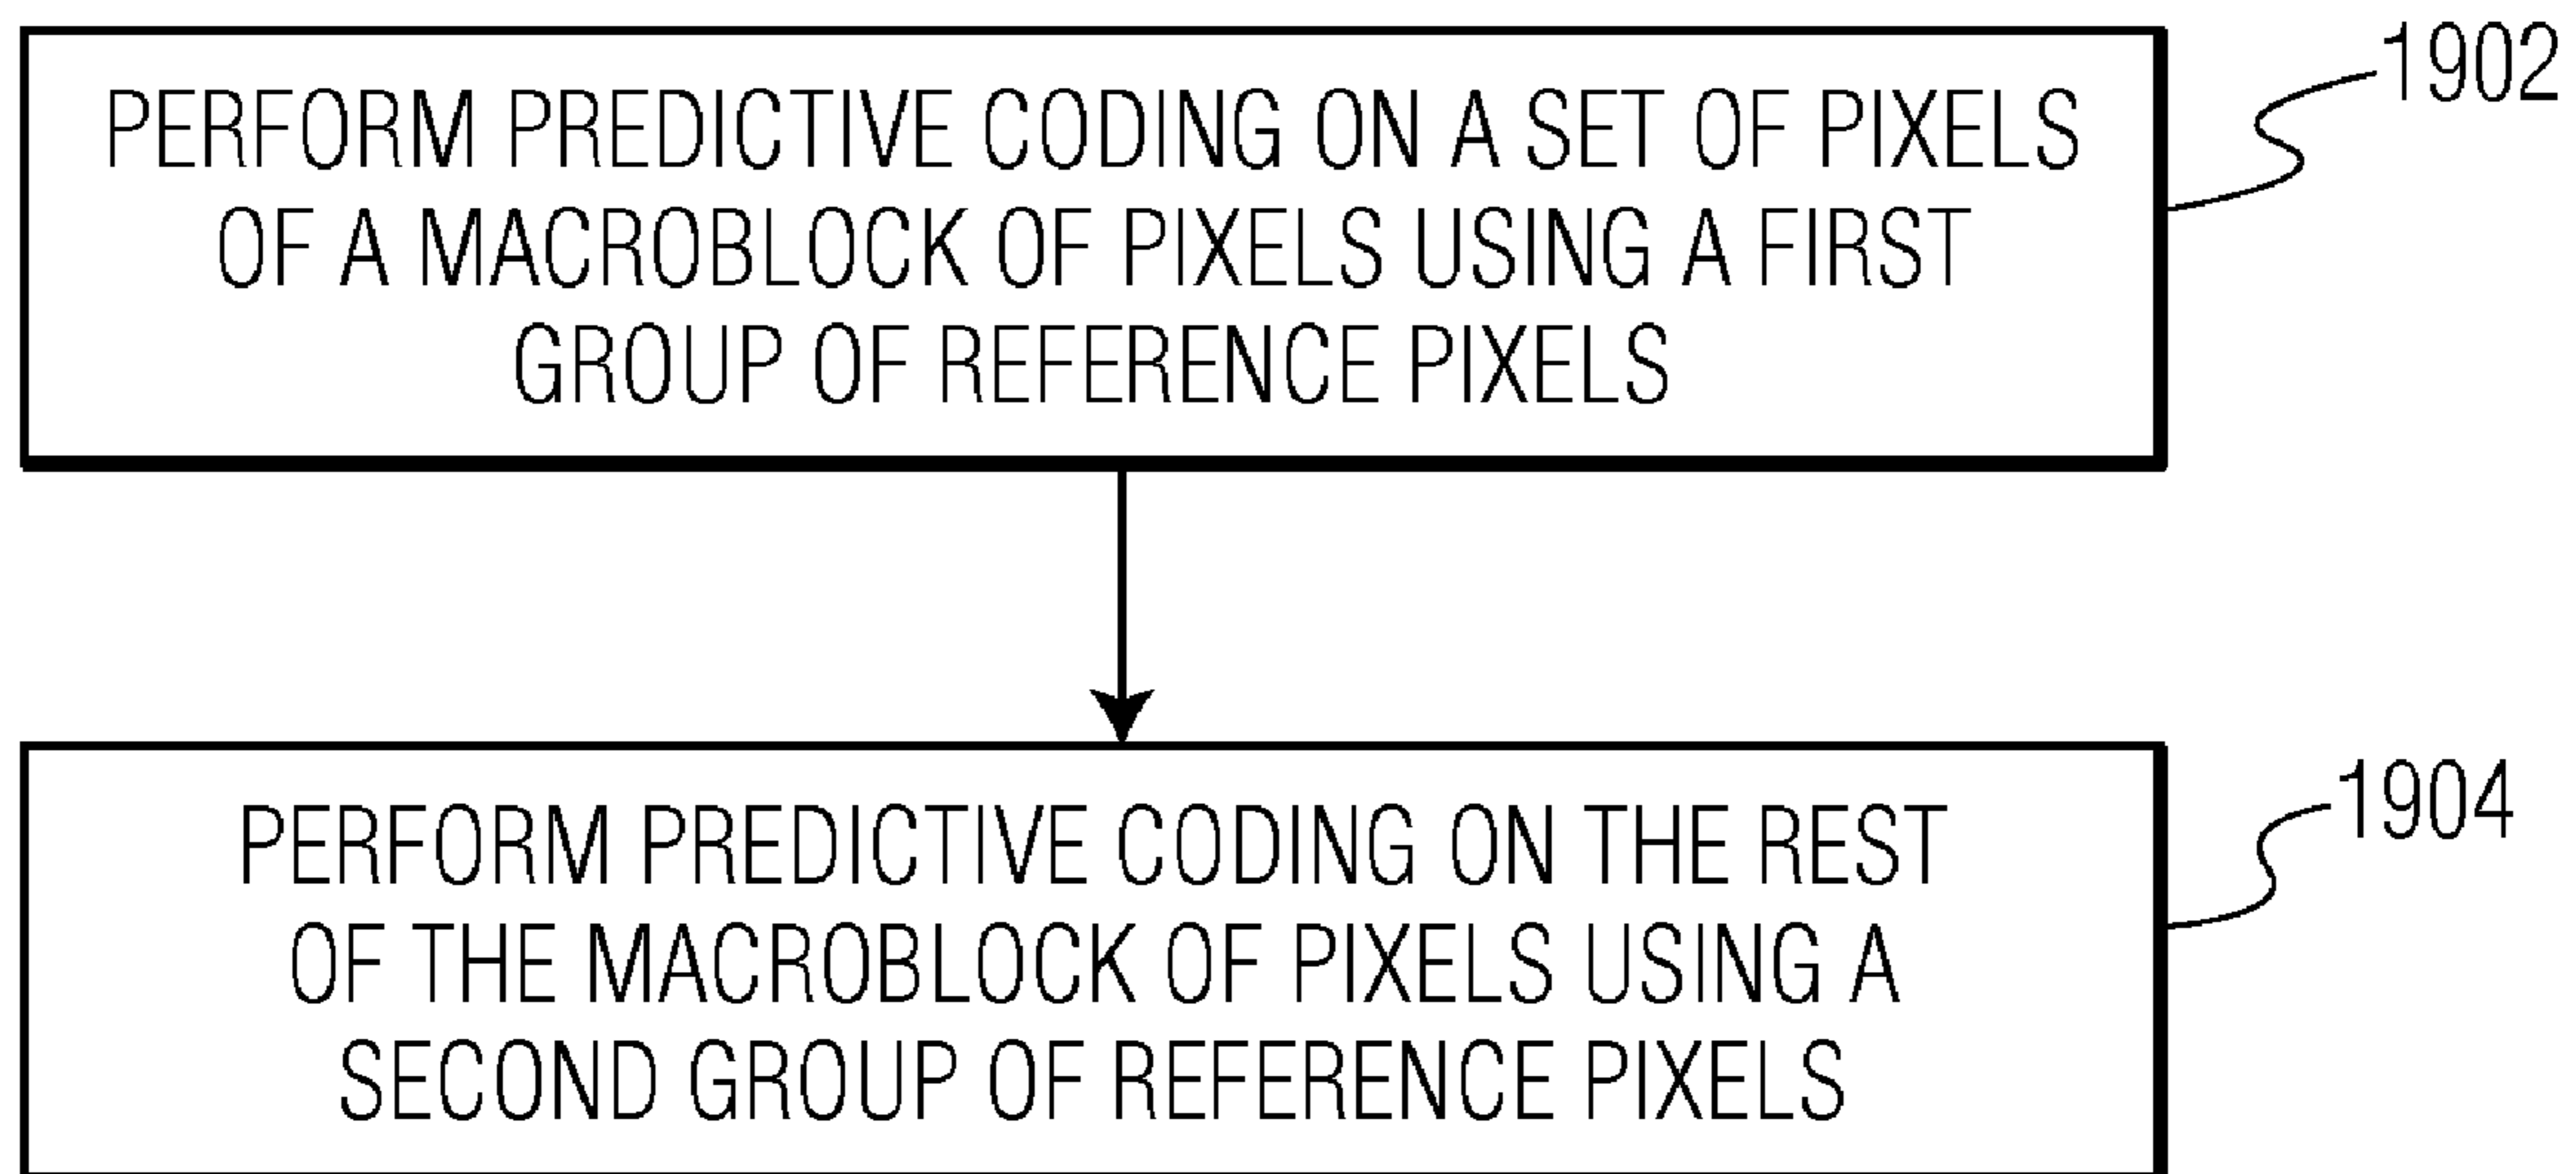 PERFORM PREDICTIVE CODING ON A SET OF PIXELS
OF A MACROBLOCK OF PIXELS USING A FIRST
GROUP OF REFERENCE PIXELS
1902
PERFORM PREDICTIVE CODING ON THE REST
OF THE MACROBLOCK OF PIXELS USING A
SECOND GROUP OF REFERENCE PIXELS
1904